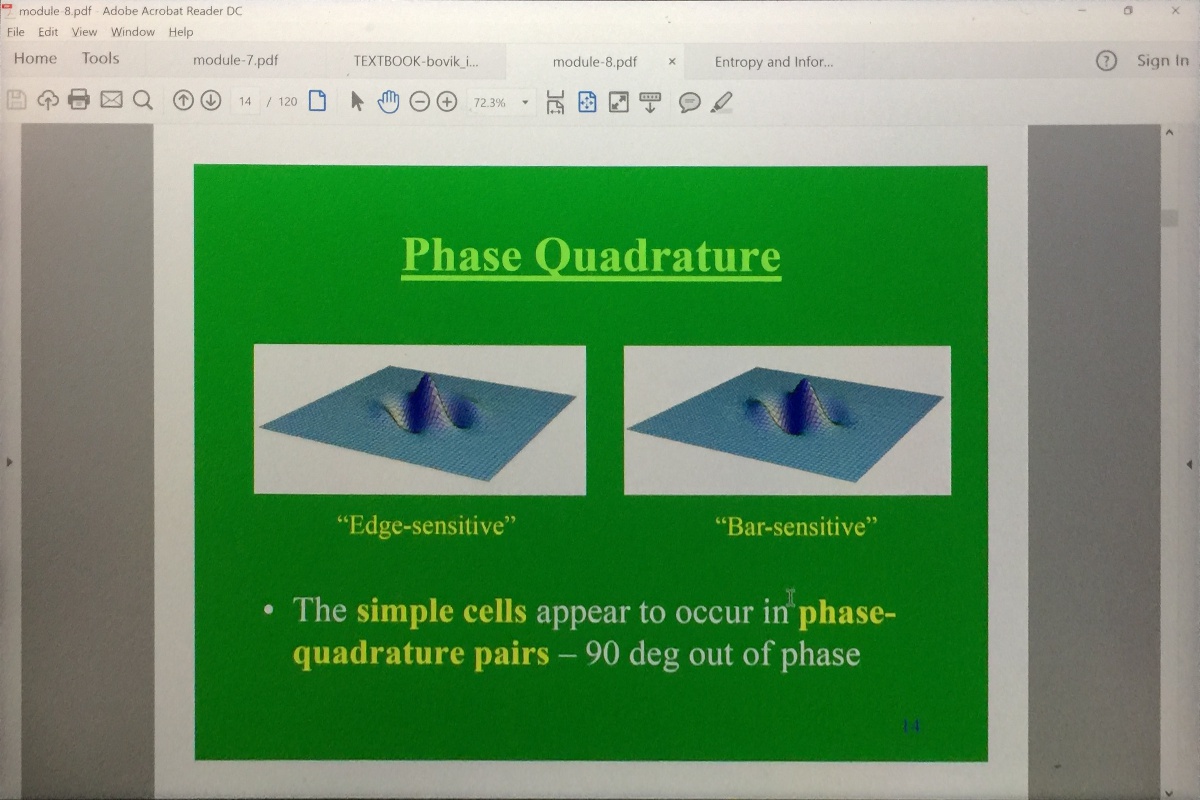 module-8.pdf - Adobe Acrobat Reader DC
File Edit View Window Help
Home Tools module-7.pdf TEXTBOOK-bovik_i... module-8.pdf × Entropy and Infor... ? Sign In
14 / 120 72.3%
Phase Quadrature
“Edge-sensitive” “Bar-sensitive”
• The simple cells appear to occur in phase-
quadrature pairs – 90 deg out of phase
14